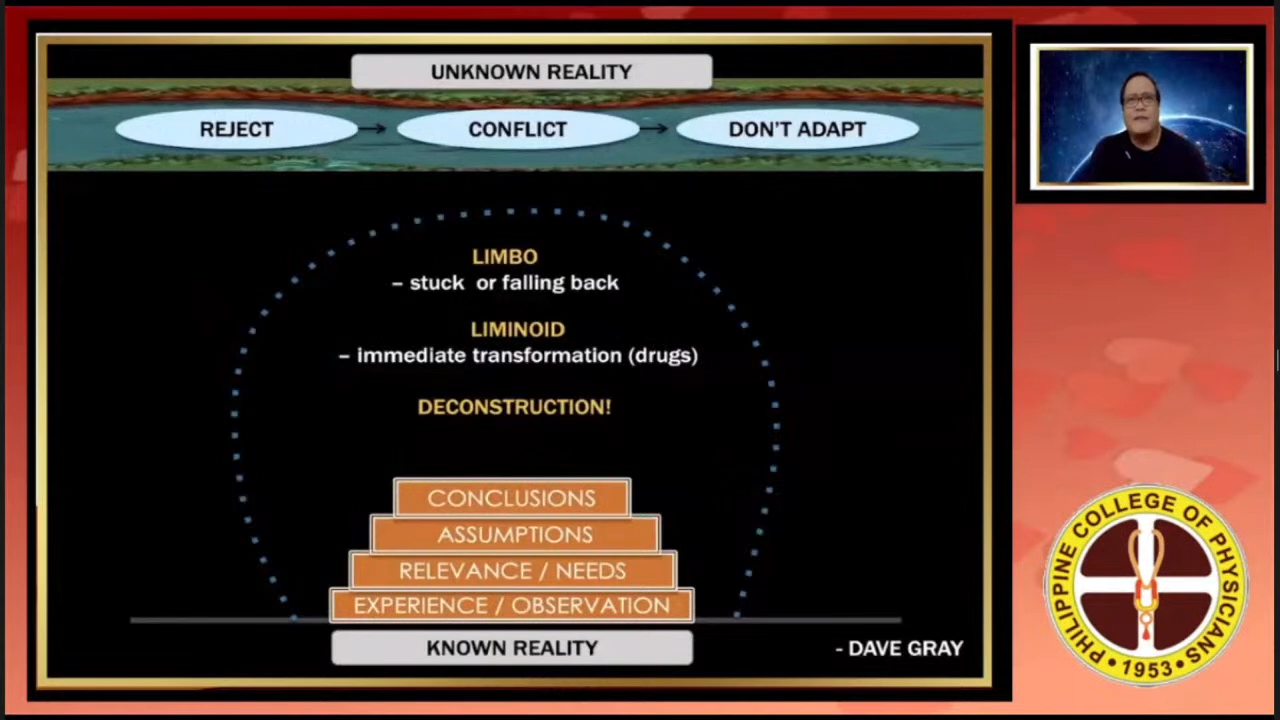 UNKNOWN REALITY
REJECT → CONFLICT → DON'T ADAPT
LIMBO
– stuck or falling back
LIMINOID
– immediate transformation (drugs)
DECONSTRUCTION!
CONCLUSIONS
ASSUMPTIONS
RELEVANCE / NEEDS
EXPERIENCE / OBSERVATION
KNOWN REALITY
- DAVE GRAY
PHILIPPINE COLLEGE OF PHYSICIANS
• 1953 •